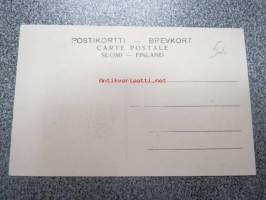 POSTIKORTTI — BREVKORT
CARTE POSTALE
SUOMI — FINLAND
Antikvariaatti.net